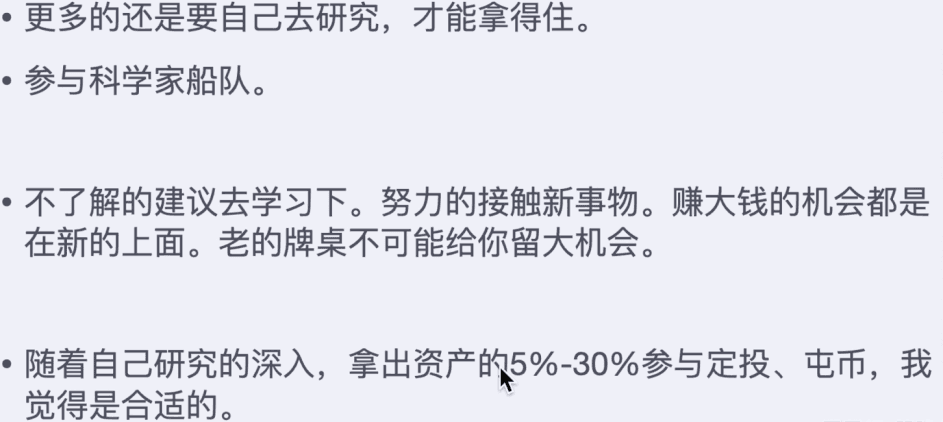 • 更多的还是要自己去研究，才能拿得住。
• 参与科学家船队。
• 不了解的建议去学习下。努力的接触新事物。赚大钱的机会都是
在新的上面。老的牌桌不可能给你留大机会。
• 随着自己研究的深入，拿出资产的5%-30%参与定投、屯币，我
觉得是合适的。